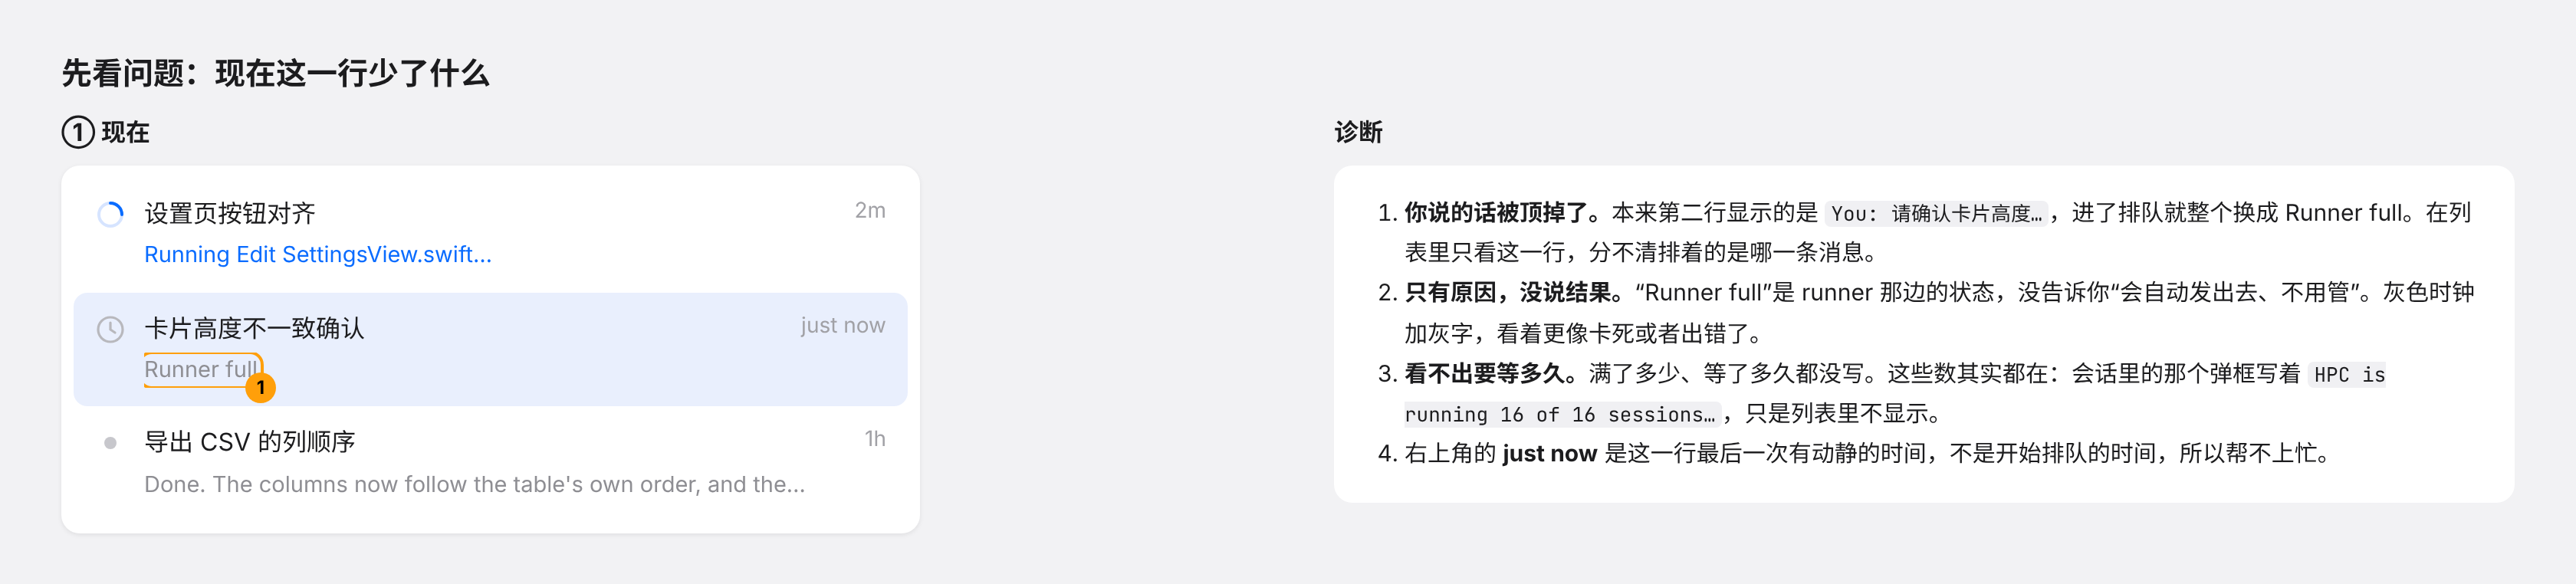 先看问题：现在这一行少了什么
① 现在
设置页按钮对齐
2m
Running Edit SettingsView.swift...
卡片高度不一致确认
just now
Runner full
1
导出 CSV 的列顺序
1h
Done. The columns now follow the table's own order, and the...
诊断
1. 你说的话被顶掉了。本来第二行显示的是 You: 请确认卡片高度…，进了排队就整个换成 Runner full。在列
表里只看这一行，分不清排着的是哪一条消息。
2. 只有原因，没说结果。“Runner full”是 runner 那边的状态，没告诉你“会自动发出去、不用管”。灰色时钟
加灰字，看着更像卡死或者出错了。
3. 看不出要等多久。满了多少、等了多久都没写。这些数其实都在：会话里的那个弹框写着 HPC is
running 16 of 16 sessions…，只是列表里不显示。
4. 右上角的 just now 是这一行最后一次有动静的时间，不是开始排队的时间，所以帮不上忙。